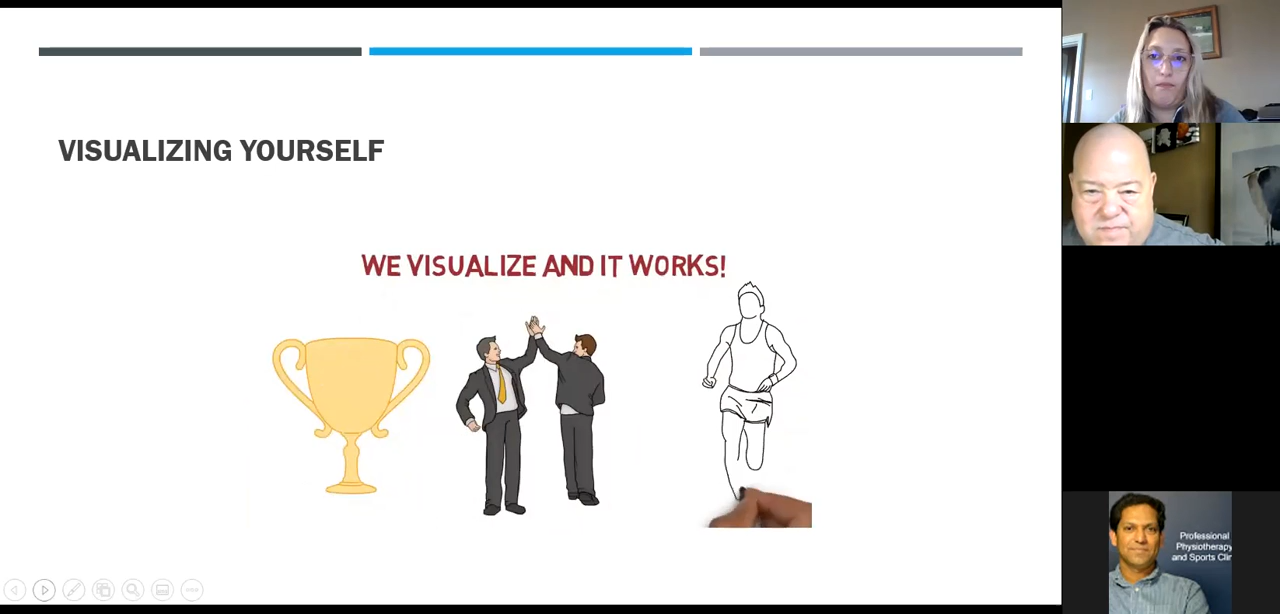 VISUALIZING YOURSELF
WE VISUALIZE AND IT WORKS!
Professional
Physiotherapy
and Sports Clin